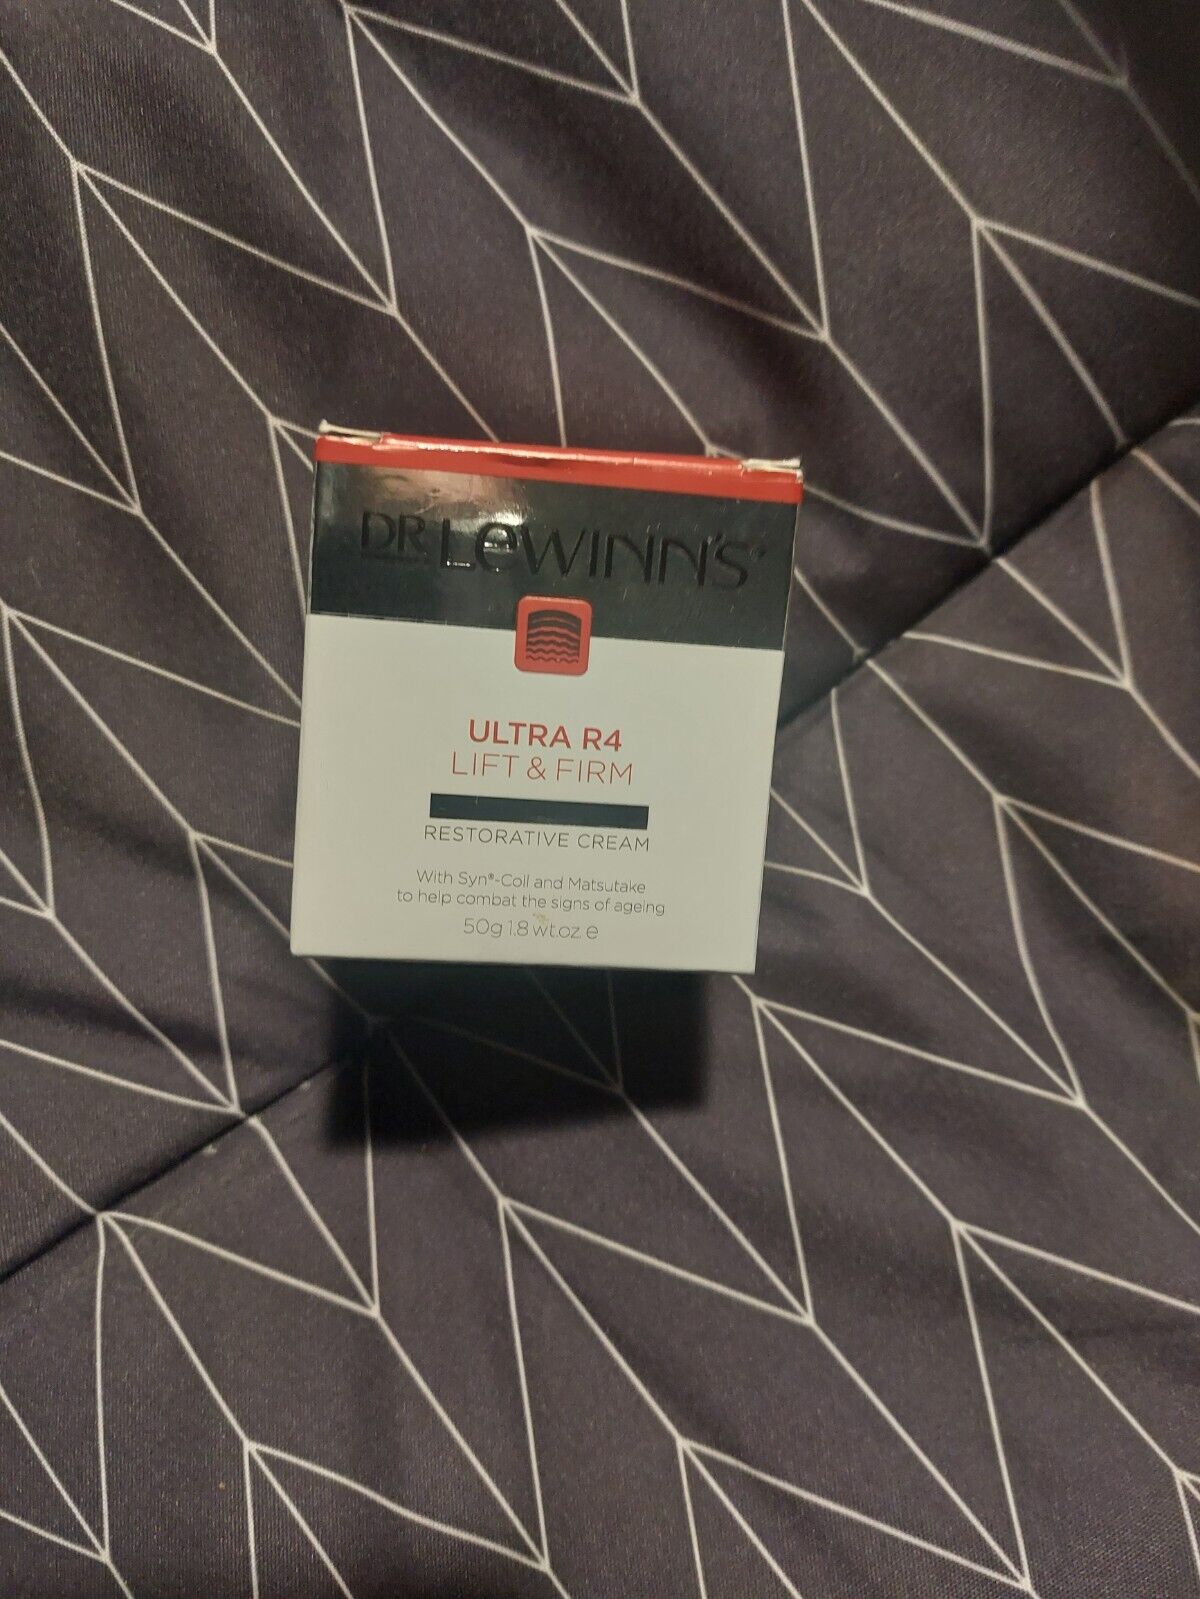 DR. LeWINN'S®
ULTRA R4
LIFT & FIRM
RESTORATIVE CREAM
With Syn®-Coil and Matsutake
to help combat the signs of ageing
50g 1.8 wt.oz. e